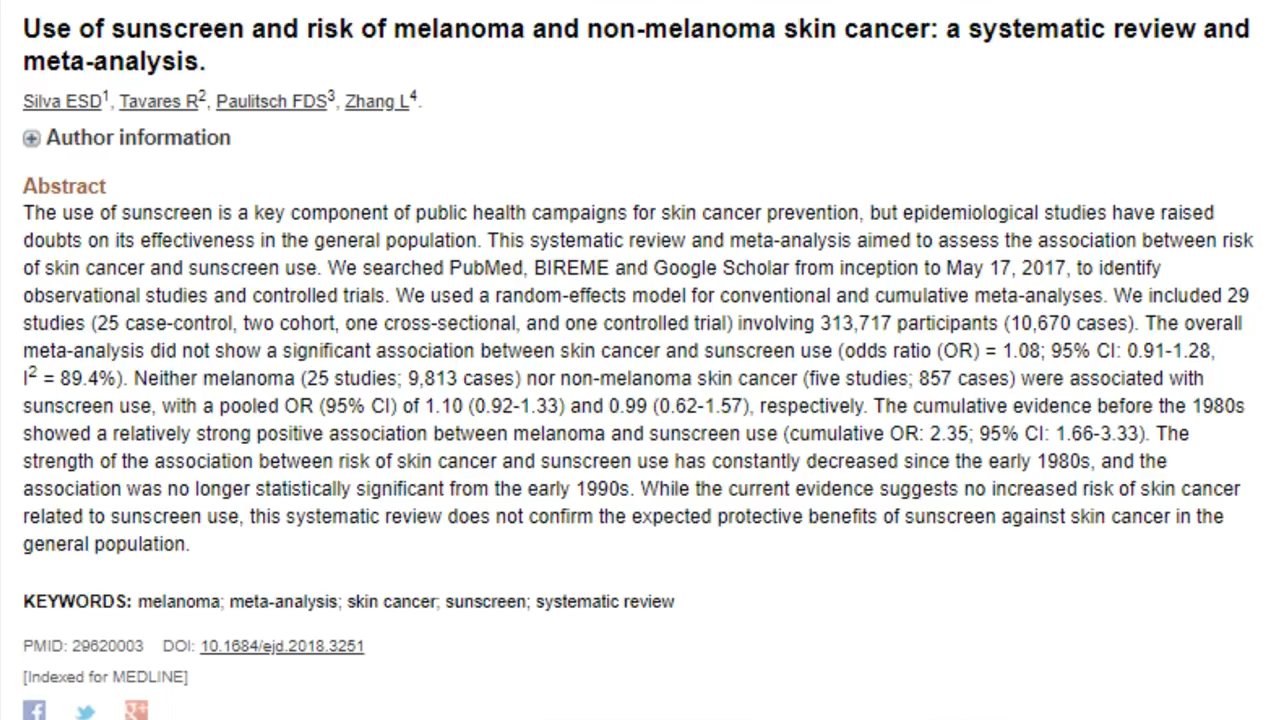 Use of sunscreen and risk of melanoma and non-melanoma skin cancer: a systematic review and
meta-analysis.
Silva ESD1, Tavares R2, Paulitsch FDS3, Zhang L4.
Author information
Abstract
The use of sunscreen is a key component of public health campaigns for skin cancer prevention, but epidemiological studies have raised
doubts on its effectiveness in the general population. This systematic review and meta-analysis aimed to assess the association between risk
of skin cancer and sunscreen use. We searched PubMed, BIREME and Google Scholar from inception to May 17, 2017, to identify
observational studies and controlled trials. We used a random-effects model for conventional and cumulative meta-analyses. We included 29
studies (25 case-control, two cohort, one cross-sectional, and one controlled trial) involving 313,717 participants (10,670 cases). The overall
meta-analysis did not show a significant association between skin cancer and sunscreen use (odds ratio (OR) = 1.08; 95% CI: 0.91-1.28,
I2 = 89.4%). Neither melanoma (25 studies; 9,813 cases) nor non-melanoma skin cancer (five studies; 857 cases) were associated with
sunscreen use, with a pooled OR (95% CI) of 1.10 (0.92-1.33) and 0.99 (0.62-1.57), respectively. The cumulative evidence before the 1980s
showed a relatively strong positive association between melanoma and sunscreen use (cumulative OR: 2.35; 95% CI: 1.66-3.33). The
strength of the association between risk of skin cancer and sunscreen use has constantly decreased since the early 1980s, and the
association was no longer statistically significant from the early 1990s. While the current evidence suggests no increased risk of skin cancer
related to sunscreen use, this systematic review does not confirm the expected protective benefits of sunscreen against skin cancer in the
general population.
KEYWORDS: melanoma; meta-analysis; skin cancer; sunscreen; systematic review
PMID: 29620003 DOI: 10.1684/ejd.2018.3251
[Indexed for MEDLINE]